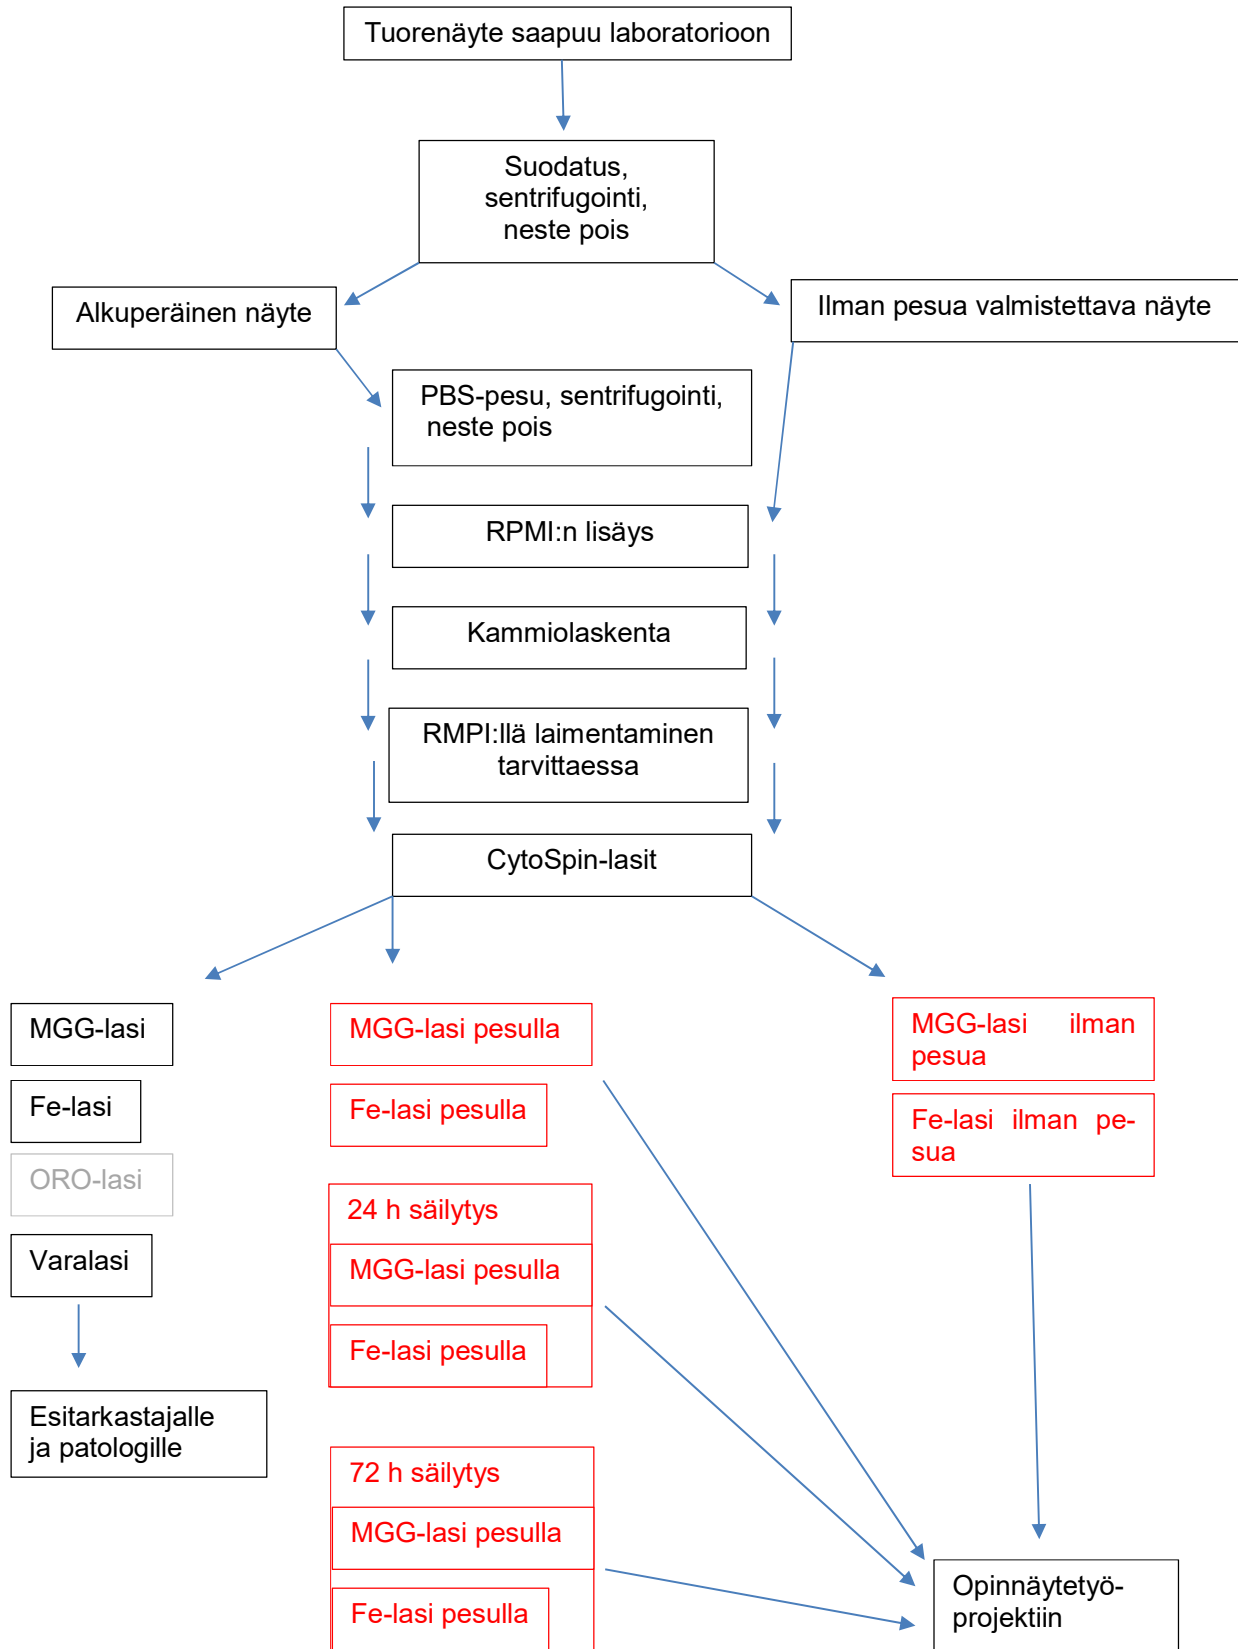 Tuorenäyte saapuu laboratorioon
Suodatus,
sentrifugointi,
neste pois
Alkuperäinen näyte
Ilman pesua valmistettava näyte
PBS-pesu, sentrifugointi,
neste pois
RPMI:n lisäys
Kammiolaskenta
RMPI:llä laimentaminen
tarvittaessa
CytoSpin-lasit
MGG-lasi
Fe-lasi
ORO-lasi
Varalasi
Esitarkastajalle
ja patologille
MGG-lasi pesulla
Fe-lasi pesulla
24 h säilytys
MGG-lasi pesulla
Fe-lasi pesulla
72 h säilytys
MGG-lasi pesulla
Fe-lasi pesulla
MGG-lasi ilman
pesua
Fe-lasi ilman pe-
sua
Opinnäytetyö-
projektiin